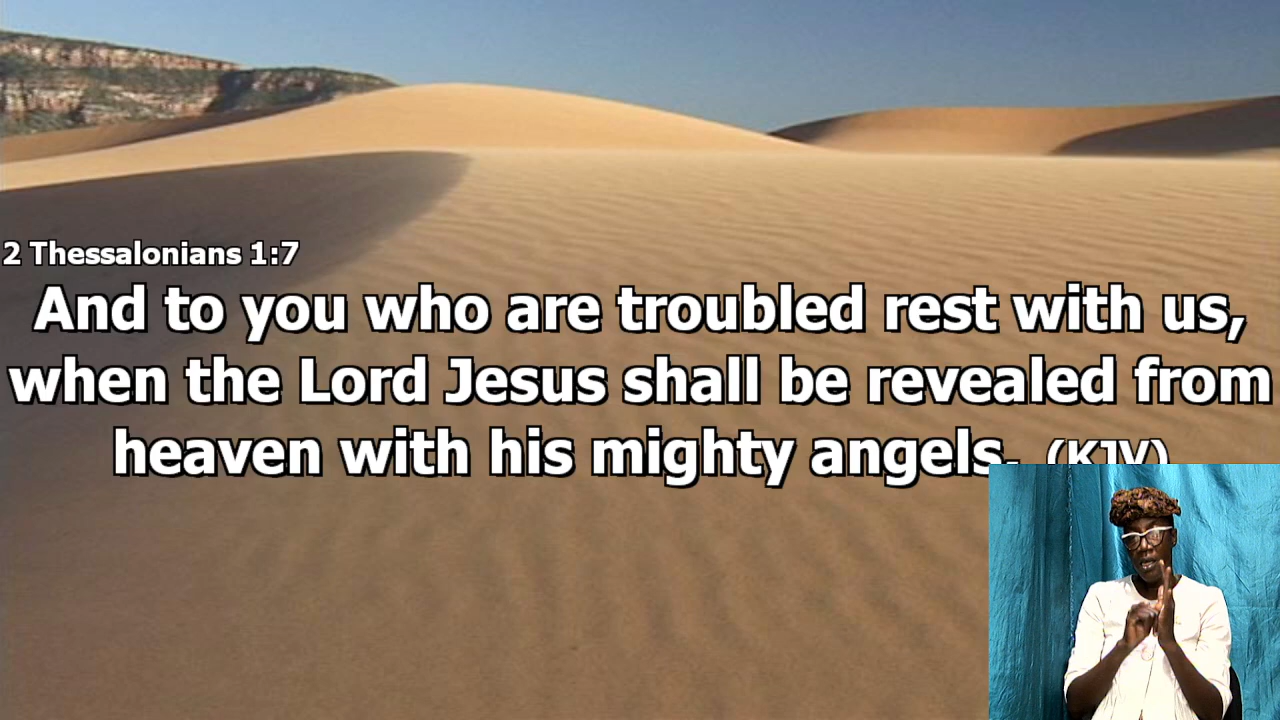 2 Thessalonians 1:7
And to you who are troubled rest with us,
when the Lord Jesus shall be revealed from
heaven with his mighty angels, (KJV)